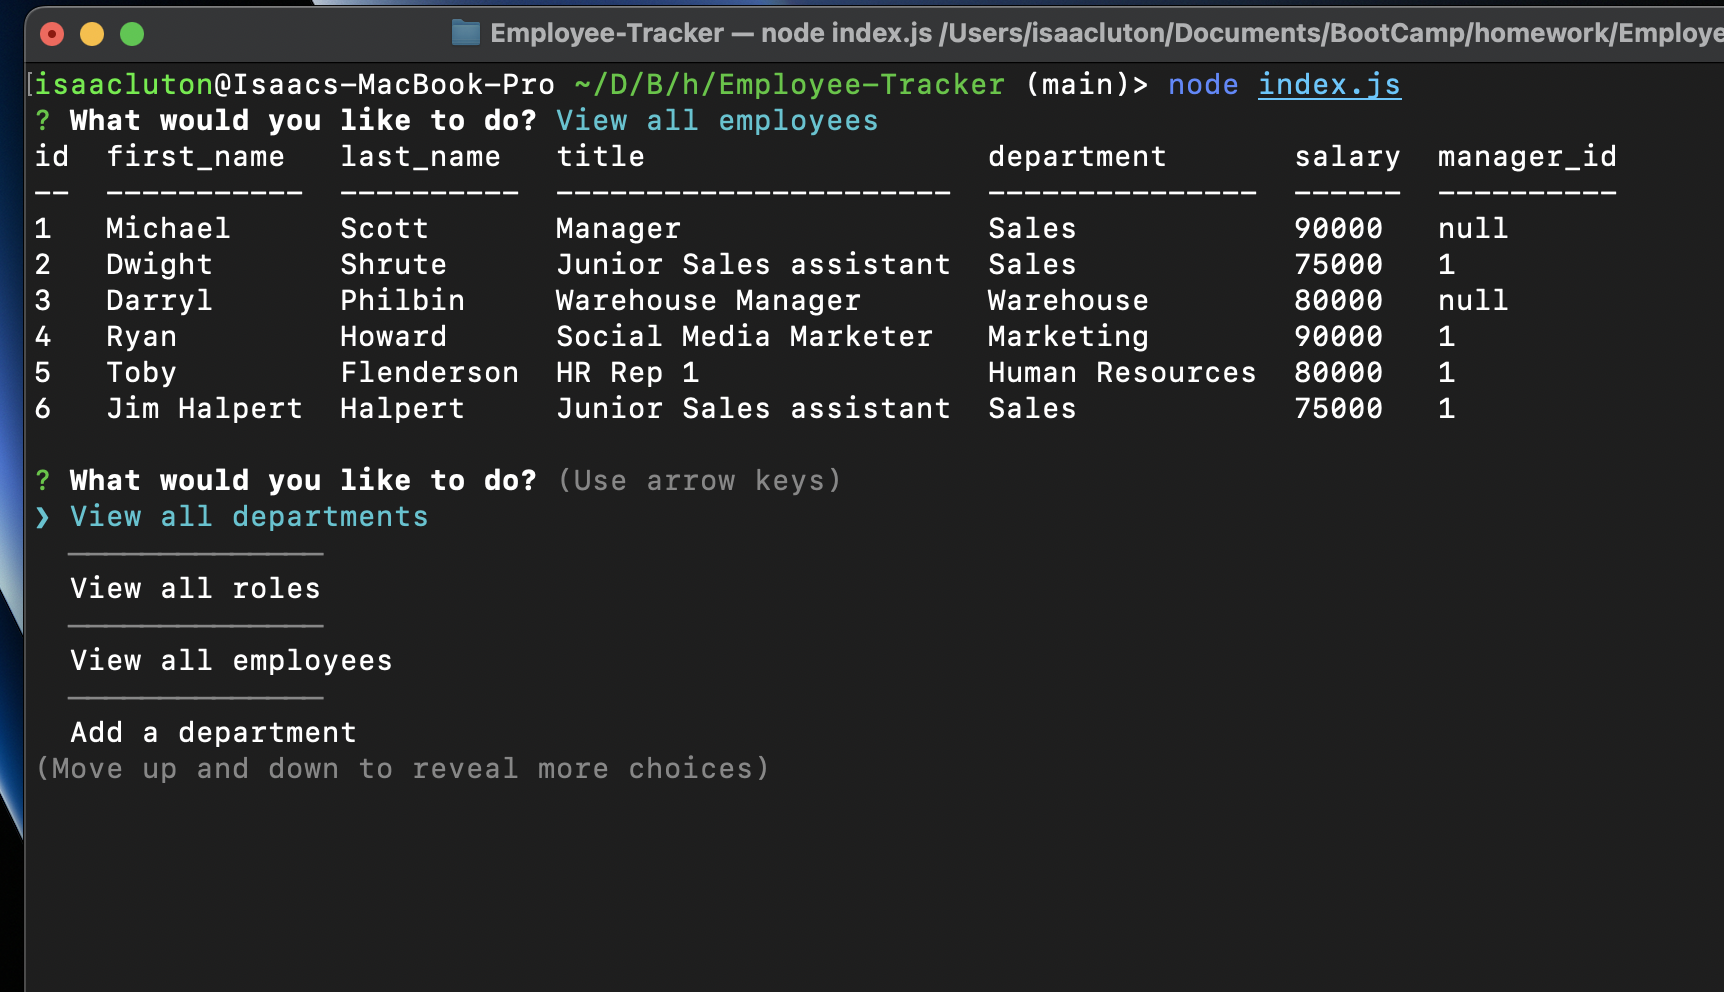 Employee-Tracker — node index.js /Users/isaacluton/Documents/BootCamp/homework/Employe
[isaacluton@Isaacs-MacBook-Pro ~/D/B/h/Employee-Tracker (main)> node index.js
? What would you like to do? View all employees
id  first_name   last_name   title                   department       salary  manager_id
--  -----------  ----------  ----------------------  ---------------  ------  ----------
1   Michael      Scott       Manager                 Sales            90000   null
2   Dwight       Shrute      Junior Sales assistant  Sales            75000   1
3   Darryl       Philbin     Warehouse Manager       Warehouse        80000   null
4   Ryan         Howard      Social Media Marketer   Marketing        90000   1
5   Toby         Flenderson  HR Rep 1                Human Resources  80000   1
6   Jim Halpert  Halpert     Junior Sales assistant  Sales            75000   1
? What would you like to do? (Use arrow keys)
❯ View all departments
──────────────
View all roles
──────────────
View all employees
──────────────
Add a department
(Move up and down to reveal more choices)